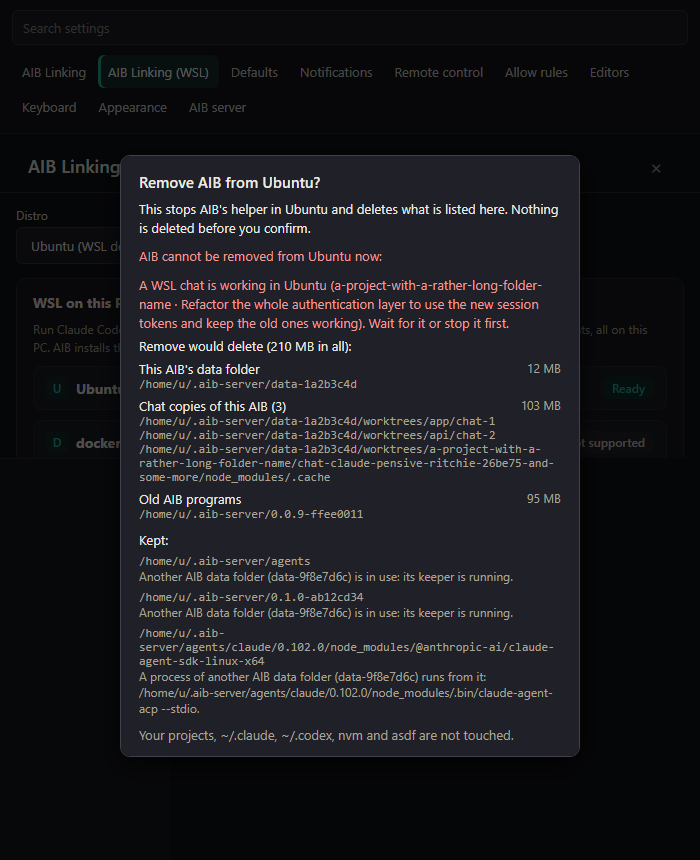 Search settings
AIB Linking
AIB Linking (WSL)
Defaults
Notifications
Remote control
Allow rules
Editors
Keyboard
Appearance
AIB server
AIB Linking
×
Distro
Ubuntu (WSL de
WSL on this P
Run Claude Cod
ts, all on this
PC. AIB installs th
U
Ubuntu
Ready
D
docker
ot supported
Remove AIB from Ubuntu?
This stops AIB's helper in Ubuntu and deletes what is listed here. Nothing
is deleted before you confirm.
AIB cannot be removed from Ubuntu now:
A WSL chat is working in Ubuntu (a-project-with-a-rather-long-folder-
name · Refactor the whole authentication layer to use the new session
tokens and keep the old ones working). Wait for it or stop it first.
Remove would delete (210 MB in all):
This AIB's data folder 12 MB
/home/u/.aib-server/data-1a2b3c4d
Chat copies of this AIB (3) 103 MB
/home/u/.aib-server/data-1a2b3c4d/worktrees/app/chat-1
/home/u/.aib-server/data-1a2b3c4d/worktrees/api/chat-2
/home/u/.aib-server/data-1a2b3c4d/worktrees/a-project-with-a-
rather-long-folder-name/chat-claude-pensive-ritchie-26be75-and-
some-more/node_modules/.cache
Old AIB programs 95 MB
/home/u/.aib-server/0.0.9-ffee0011
Kept:
/home/u/.aib-server/agents
Another AIB data folder (data-9f8e7d6c) is in use: its keeper is running.
/home/u/.aib-server/0.1.0-ab12cd34
Another AIB data folder (data-9f8e7d6c) is in use: its keeper is running.
/home/u/.aib-
server/agents/claude/0.102.0/node_modules/@anthropic-ai/claude-
agent-sdk-linux-x64
A process of another AIB data folder (data-9f8e7d6c) runs from it:
/home/u/.aib-server/agents/claude/0.102.0/node_modules/.bin/claude-agent-
acp --stdio.
Your projects, ~/.claude, ~/.codex, nvm and asdf are not touched.